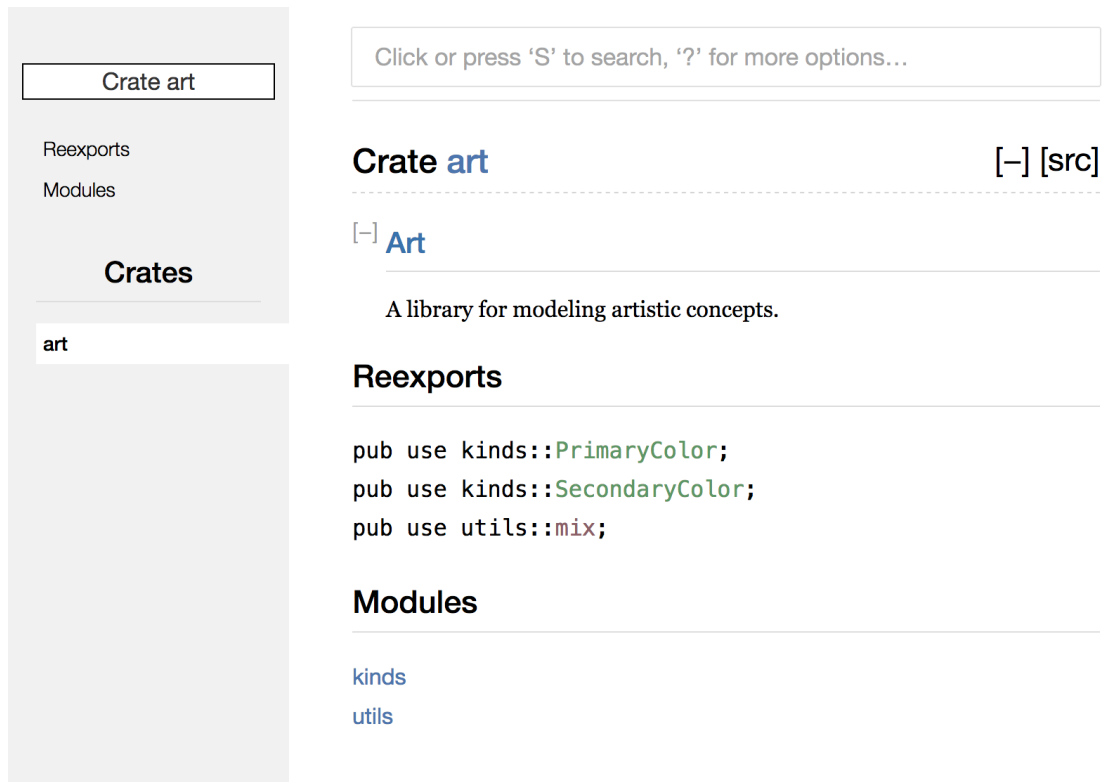 Crate art
Reexports
Modules
Crates
art
Click or press ‘S’ to search, ‘?’ for more options…
Crate art [–] [src]
[–] Art
A library for modeling artistic concepts.
Reexports
pub use kinds::PrimaryColor;
pub use kinds::SecondaryColor;
pub use utils::mix;
Modules
kinds
utils